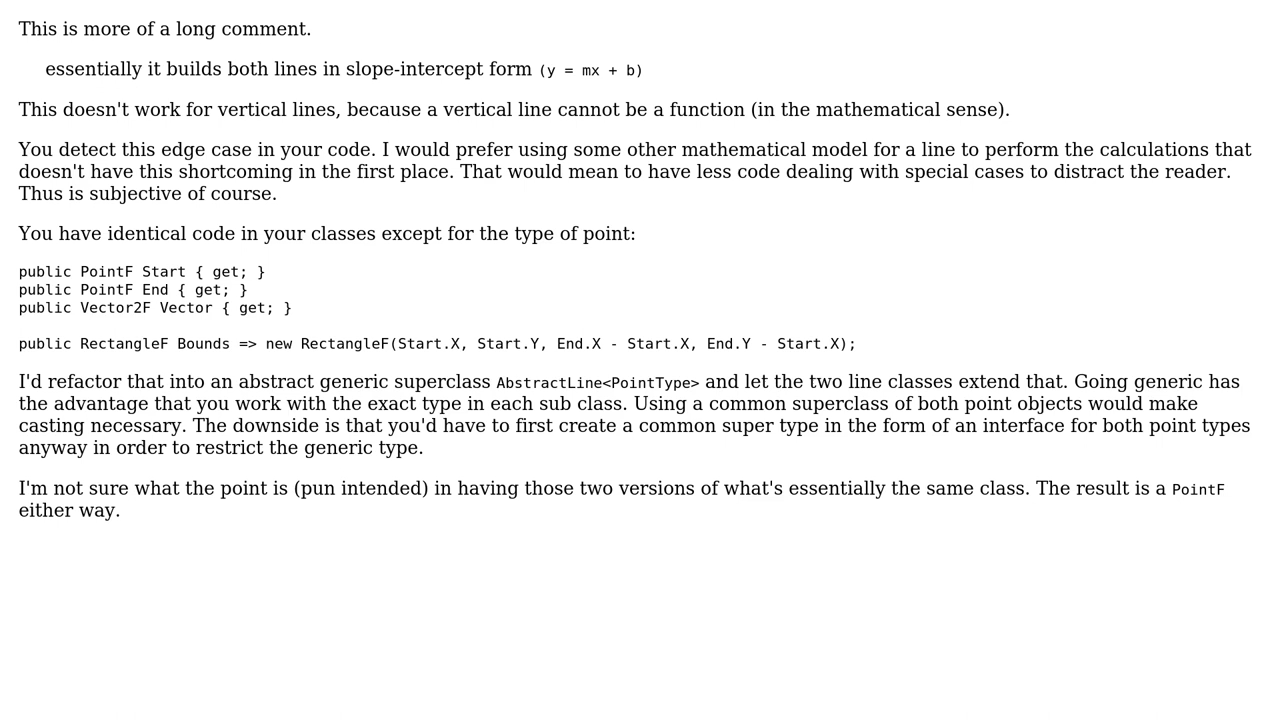 This is more of a long comment.
essentially it builds both lines in slope-intercept form (y = mx + b)
This doesn't work for vertical lines, because a vertical line cannot be a function (in the mathematical sense).
You detect this edge case in your code. I would prefer using some other mathematical model for a line to perform the calculations that
doesn't have this shortcoming in the first place. That would mean to have less code dealing with special cases to distract the reader.
Thus is subjective of course.
You have identical code in your classes except for the type of point:
public PointF Start { get; }
public PointF End { get; }
public Vector2F Vector { get; }
public RectangleF Bounds => new RectangleF(Start.X, Start.Y, End.X - Start.X, End.Y - Start.X);
I'd refactor that into an abstract generic superclass AbstractLine<PointType> and let the two line classes extend that. Going generic has
the advantage that you work with the exact type in each sub class. Using a common superclass of both point objects would make
casting necessary. The downside is that you'd have to first create a common super type in the form of an interface for both point types
anyway in order to restrict the generic type.
I'm not sure what the point is (pun intended) in having those two versions of what's essentially the same class. The result is a PointF
either way.